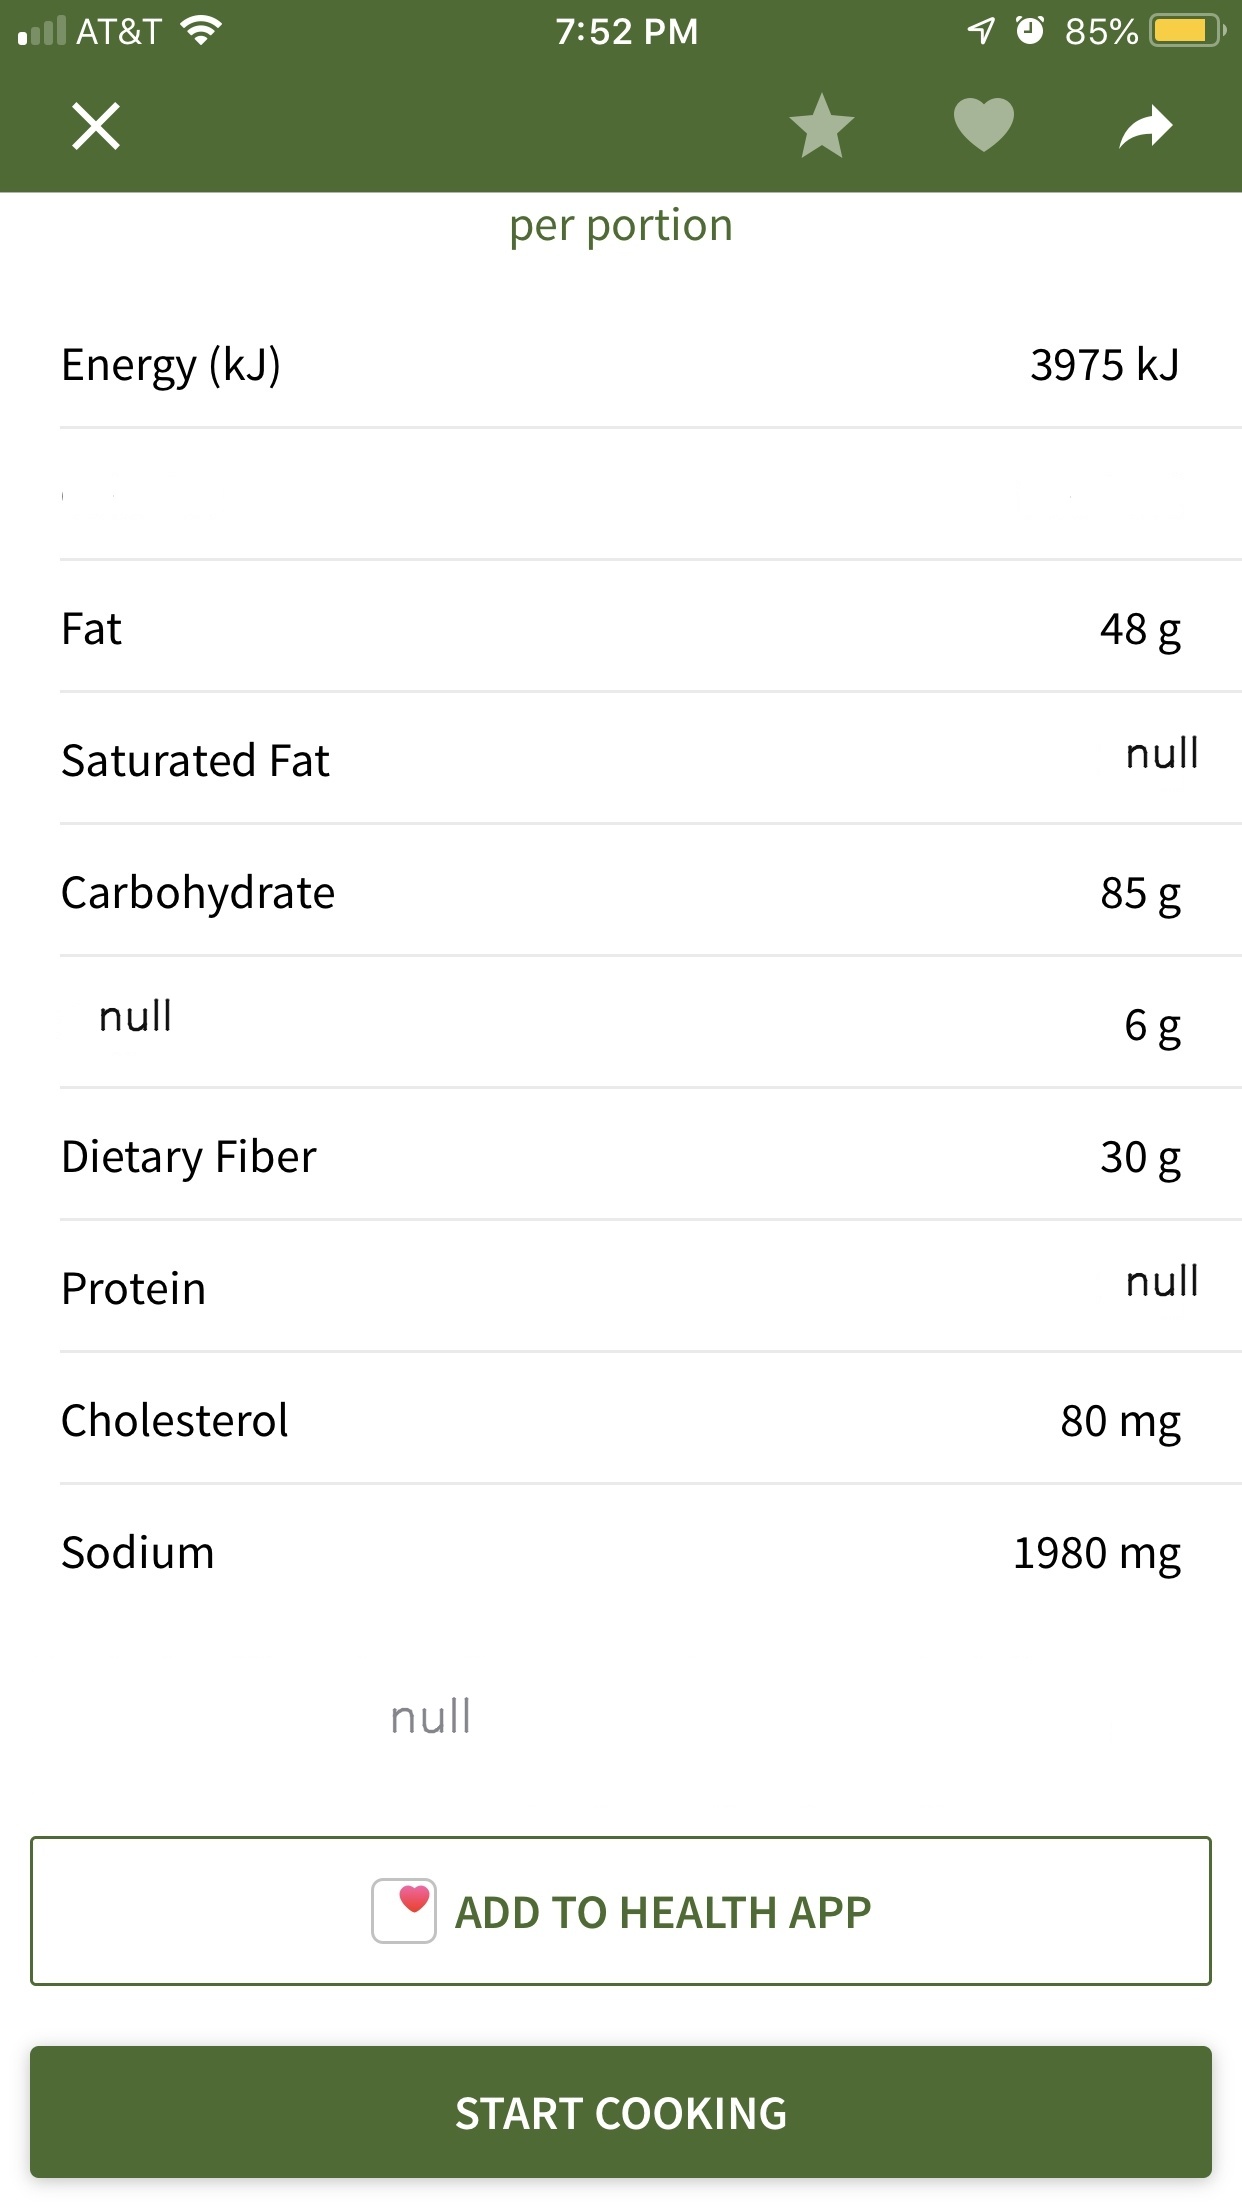 AT&T 7:52 PM 85%
per portion
Energy (kJ) 3975 kJ
Fat 48 g
Saturated Fat null
Carbohydrate 85 g
null 6 g
Dietary Fiber 30 g
Protein null
Cholesterol 80 mg
Sodium 1980 mg
null
ADD TO HEALTH APP
START COOKING